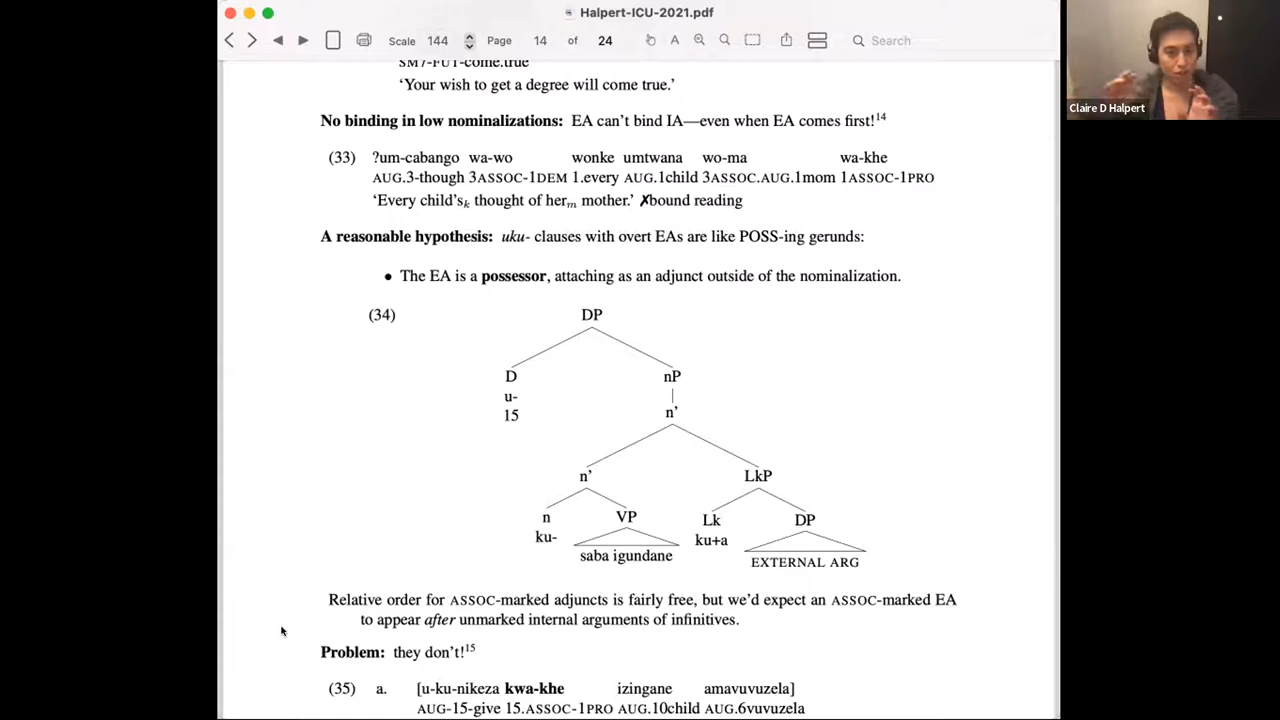 Halpert-ICU-2021.pdf
Scale 144 Page 14 of 24 Search
SM7-FUT-come.true
‘Your wish to get a degree will come true.’
No binding in low nominalizations: EA can’t bind IA—even when EA comes first!14
(33) ?um-cabango wa-wo wonke umtwana wo-ma wa-khe
AUG.3-though 3ASSOC-1DEM 1.every AUG.1child 3ASSOC.AUG.1mom 1ASSOC-1PRO
‘Every child’sk thought of herm mother.’ ✗bound reading
A reasonable hypothesis: uku- clauses with overt EAs are like POSS-ing gerunds:
• The EA is a possessor, attaching as an adjunct outside of the nominalization.
(34) DP
D nP
u-
15 n’
n’ LkP
n VP Lk DP
ku- ku+a
saba igundane EXTERNAL ARG
Relative order for ASSOC-marked adjuncts is fairly free, but we’d expect an ASSOC-marked EA
to appear after unmarked internal arguments of infinitives.
Problem: they don’t!15
(35) a. [u-ku-nikeza kwa-khe izingane amavuvuzela]
AUG-15-give 15.ASSOC-1PRO AUG.10child AUG.6vuvuzela
Claire D Halpert